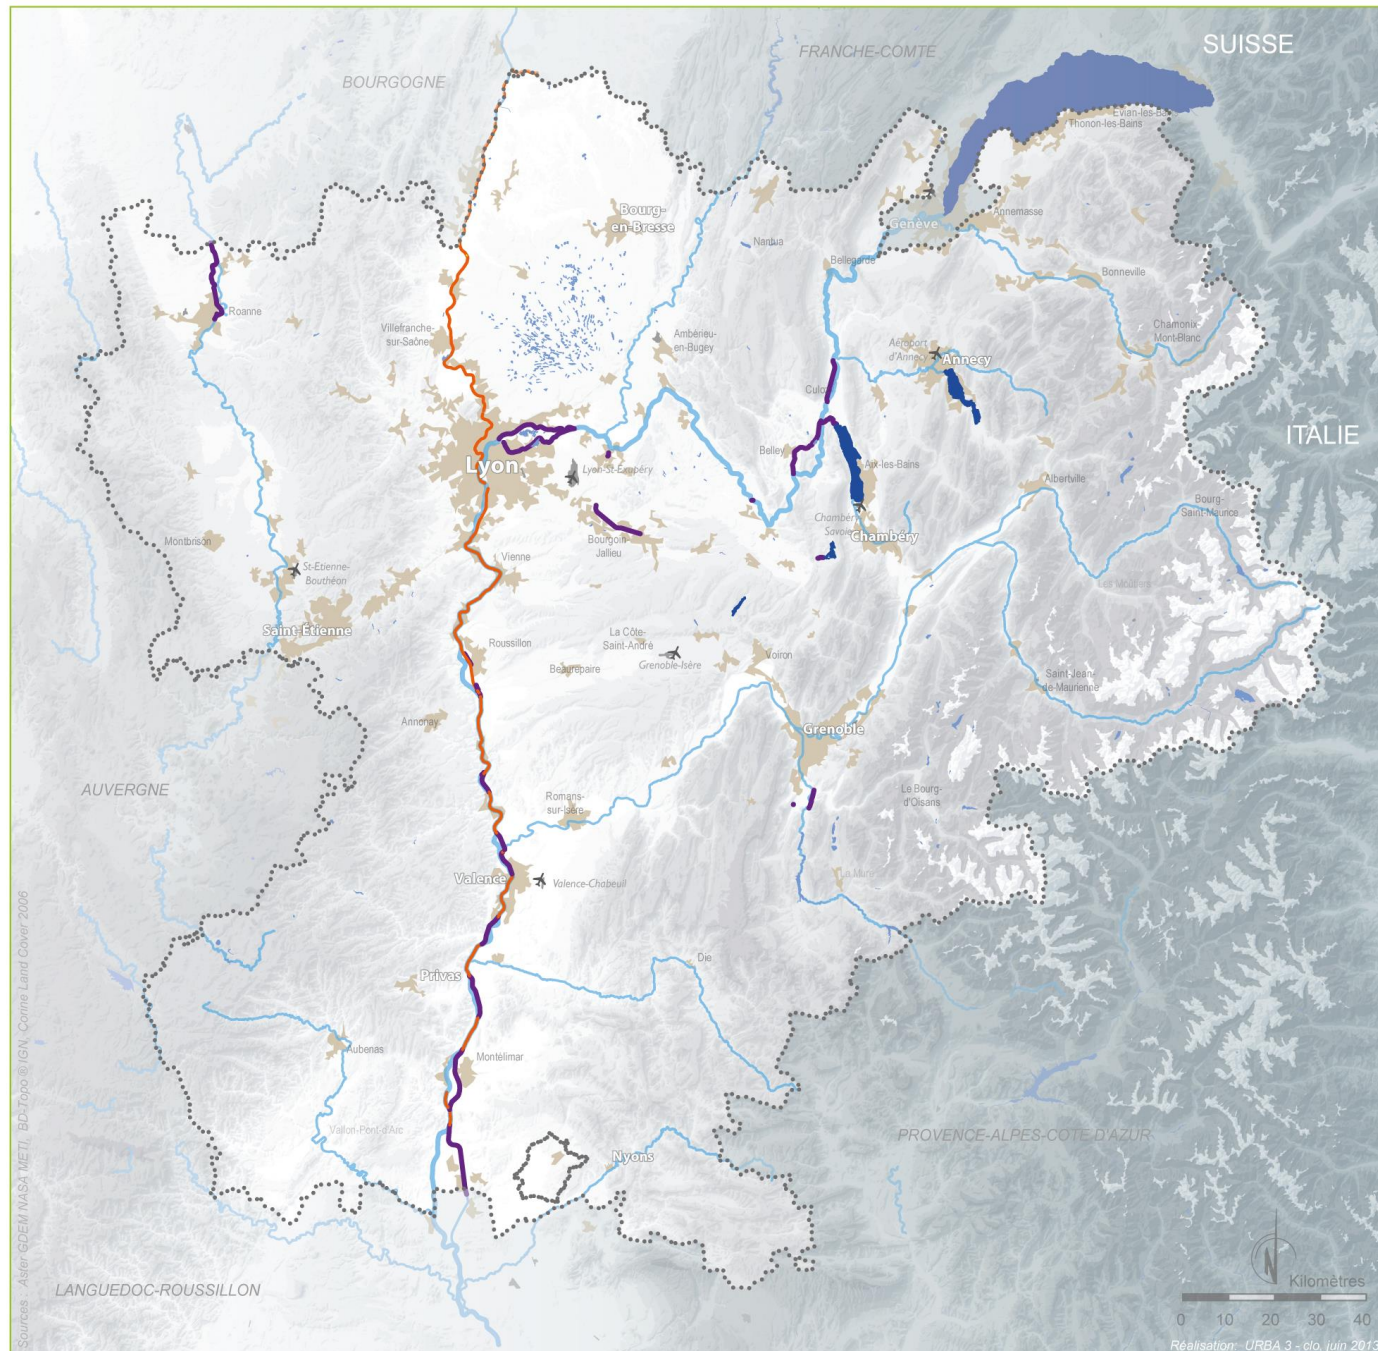 SUISSE
FRANCHE-COMTE
BOURGOGNE
Evian-les-Ba
Thonon-les-Bains
Bourg-
en-Bresse
Annemasse
Genève
Nantua
Bellegarde
Bonneville
Roanne
Villefranche-
sur-Saône
Ambérieu-
en-Bugey
Chamonix-
Mont-Blanc
Aéroport
d'Annecy
Annecy
Culoz
ITALIE
Lyon
Lyon-St-Exupéry
Belley
Aix-les-Bains
Albertville
Bourg-
Saint-Maurice
Montbrison
Bourgoin-
Jallieu
Chambéry
Savoie
Chambéry
St-Etienne-
Bouthéon
Vienne
Les Moutiers
Saint-Étienne
Roussillon
La Côte-
Saint-André
Grenoble-Isère
Voiron
Beaurepaire
Saint-Jean-
de-Maurienne
Annonay
Grenoble
AUVERGNE
Romans-
sur-Isère
Le Bourg-
d'Oisans
Valence
Valence-Chabeuil
La Mure
Privas
Die
Aubenas
Montélimar
Vallon-Pont-d'Arc
PROVENCE-ALPES-COTE D'AZUR
Nyons
LANGUEDOC-ROUSSILLON
N
Kilomètres
0 10 20 30 40
Réalisation: URBA 3 - clo, juin 2013
Sources : Aster GDEM NASA METI, BD-Topo ® IGN, Corine Land Cover 2006